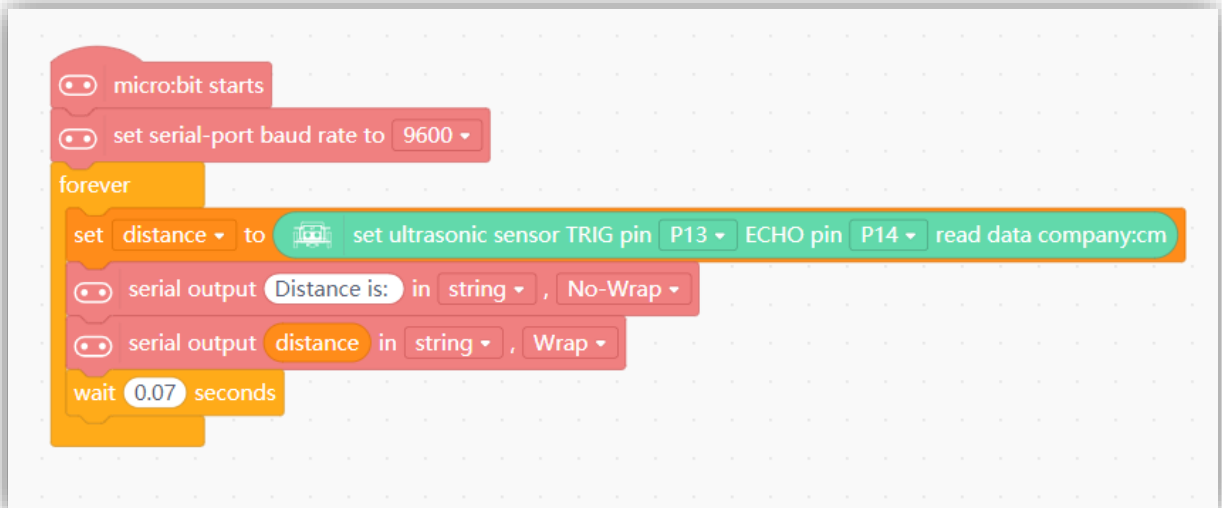 micro:bit starts
set serial-port baud rate to 9600
forever
set distance to set ultrasonic sensor TRIG pin P13 ECHO pin P14 read data company:cm
serial output Distance is: in string , No-Wrap
serial output distance in string , Wrap
wait 0.07 seconds